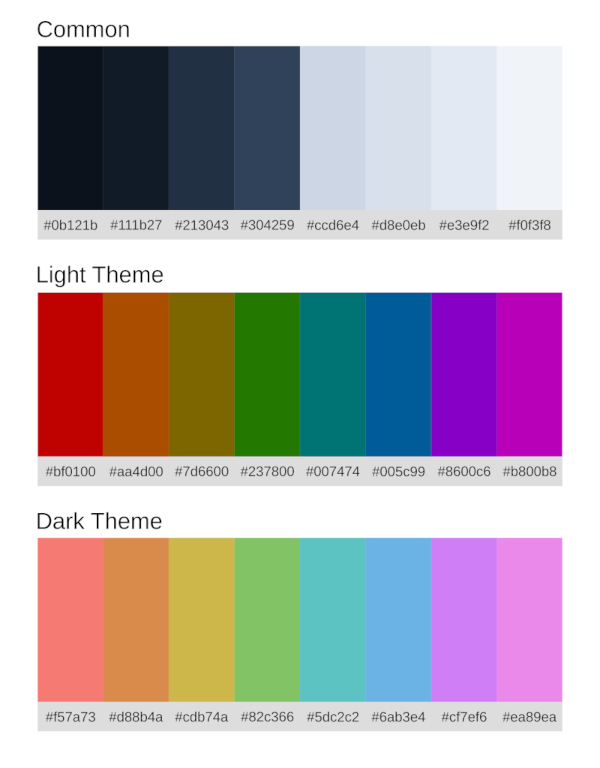 Common
#0b121b #111b27 #213043 #304259 #ccd6e4 #d8e0eb #e3e9f2 #f0f3f8
Light Theme
#bf0100 #aa4d00 #7d6600 #237800 #007474 #005c99 #8600c6 #b800b8
Dark Theme
#f57a73 #d88b4a #cdb74a #82c366 #5dc2c2 #6ab3e4 #cf7ef6 #ea89ea